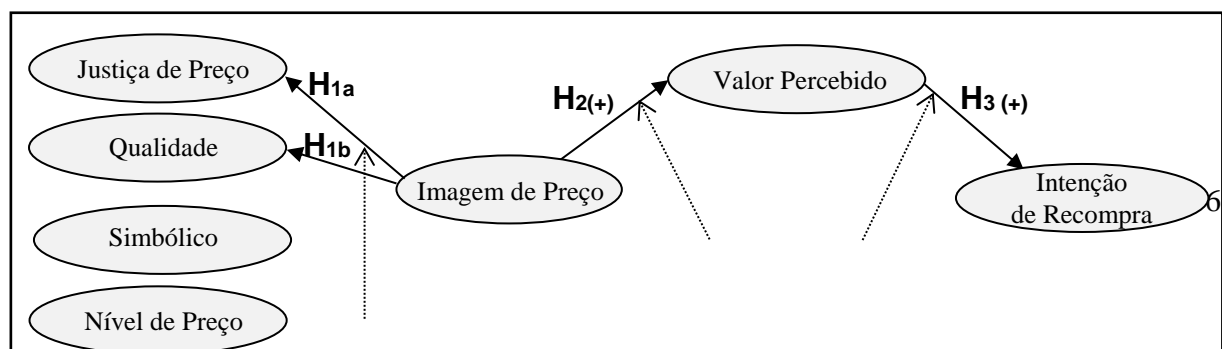 Justiça de Preço
H1a
Qualidade
H1b
Simbólico
Nível de Preço
Imagem de Preço
H2(+)
Valor Percebido
H3 (+)
Intenção
de Recompra
6